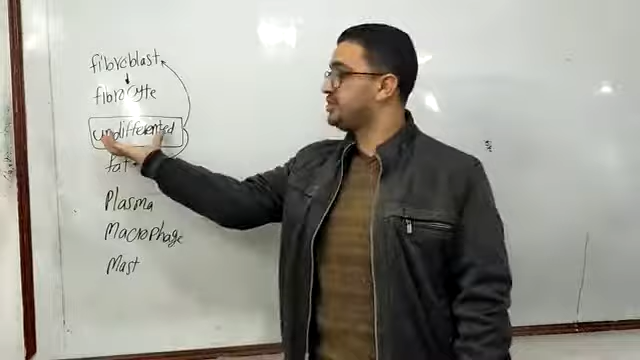 fibroblast
fibrocyte
undifferented
fat
Plasma
Macrophage
Mast